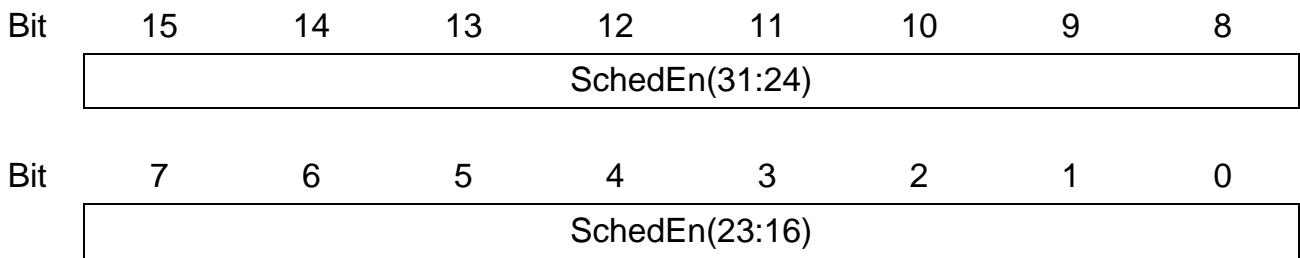 Bit 15 14 13 12 11 10 9 8
SchedEn(31:24)
Bit 7 6 5 4 3 2 1 0
SchedEn(23:16)